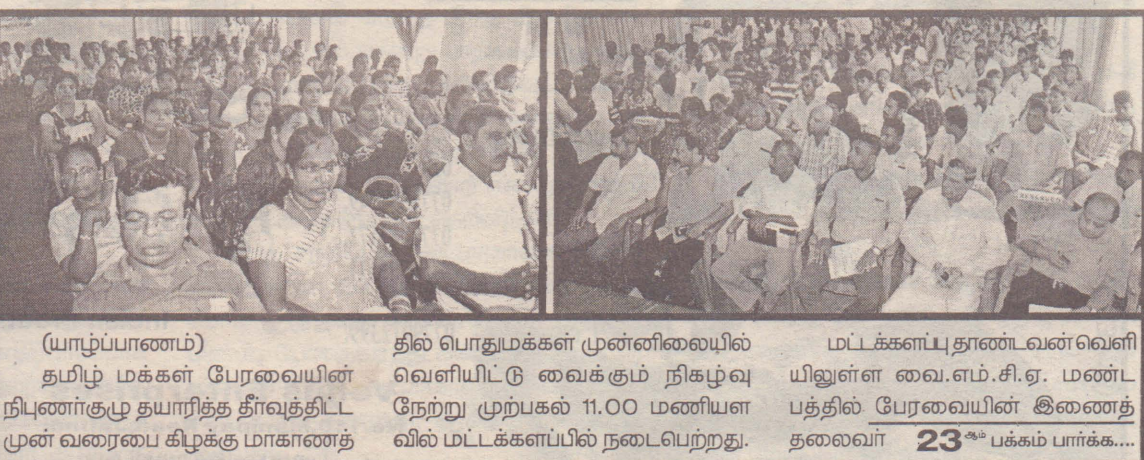 (யாழ்ப்பாணம்)
தமிழ் மக்கள் பேரவையின்
நிபுணர்குழு தயாரித்த தீர்வுத்திட்ட
முன் வரைபை கிழக்கு மாகாணத்
தில் பொதுமக்கள் முன்னிலையில்
வெளியிட்டு வைக்கும் நிகழ்வு
நேற்று முற்பகல் 11.00 மணியள
வில் மட்டக்களப்பில் நடைபெற்றது.
மட்டக்களப்பு தாண்டவன்வெளி
யிலுள்ள வை.எம்.சி.ஏ. மண்ட
பத்தில் பேரவையின் இணைத்
தலைவர் 23ஆம் பக்கம் பார்க்க....